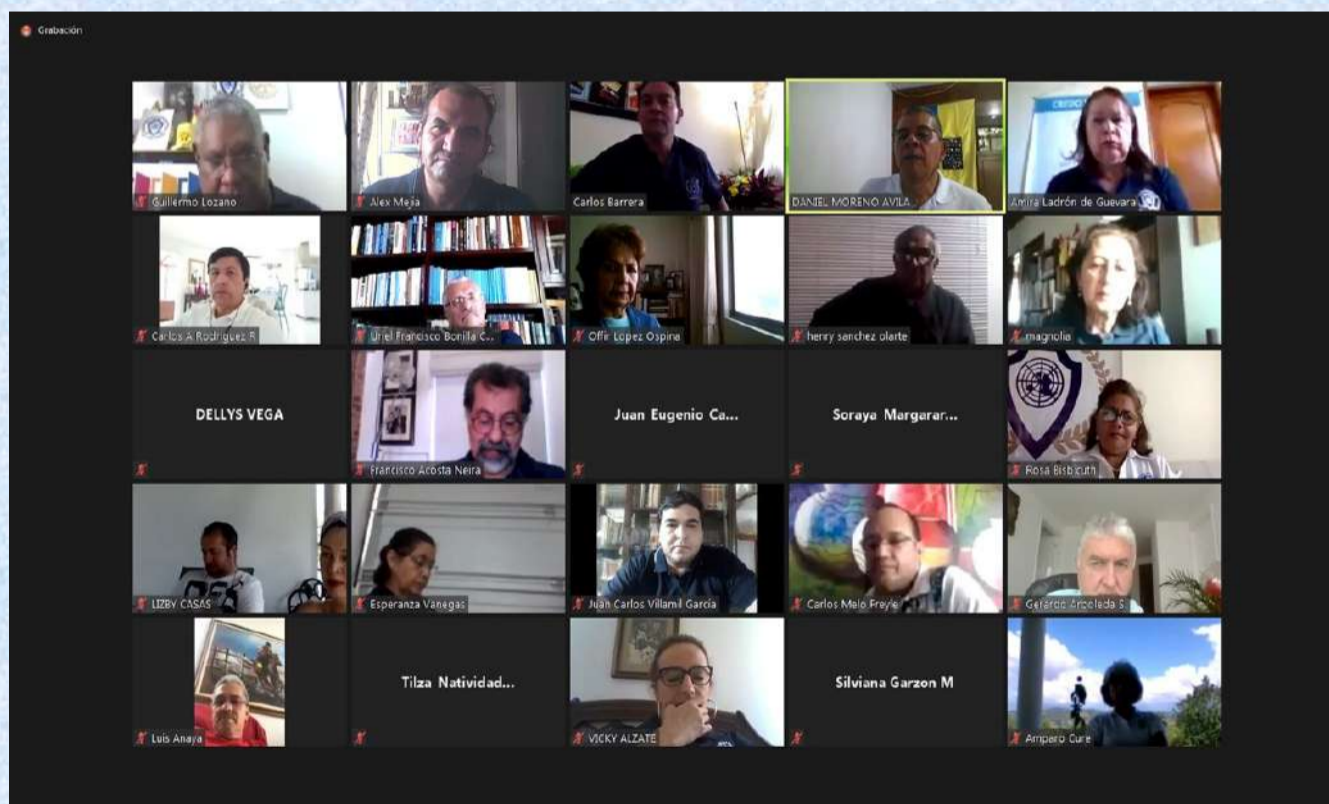 Grabación
Guillermo Lozano
Alex Mejia
Carlos Barrera
DANIEL MORENO AVILA
Amira Ladrón de Guevara
Carlos A Rodriguez R
Uriel Francisco Bonilla C...
Offir Lopez Ospina
henry sanchez olarte
magnolia
DELLYS VEGA
Francisco Acosta Neira
Juan Eugenio Ca...
Soraya Margarar...
Rosa Bisbicuth
LIZBY CASAS
Esperanza Vanegas
Juan Carlos Villamil García
Carlos Melo Freyle
Gerardo Arboleda S.
Luis Anaya
Tilza Natividad...
VICKY ALZATE
Silviana Garzon M
Amparo Cure